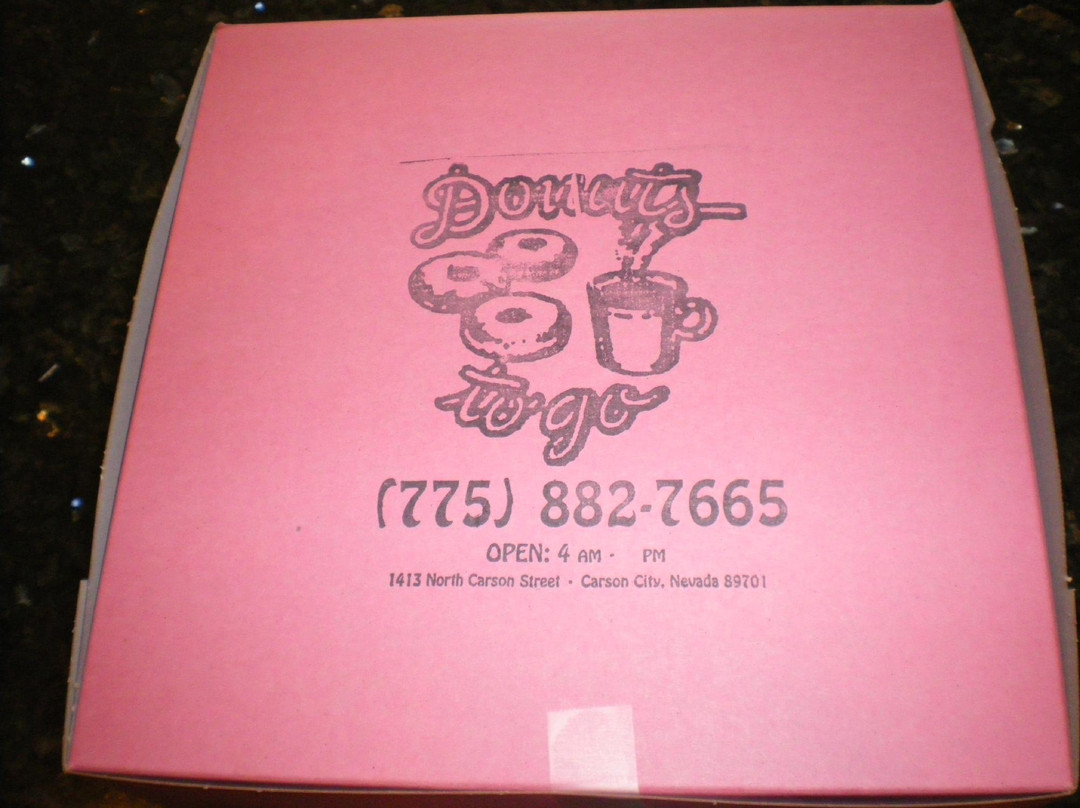 Donuts
to go
(775) 882-7665
OPEN: 4 AM - PM
1413 North Carson Street · Carson City, Nevada 89701